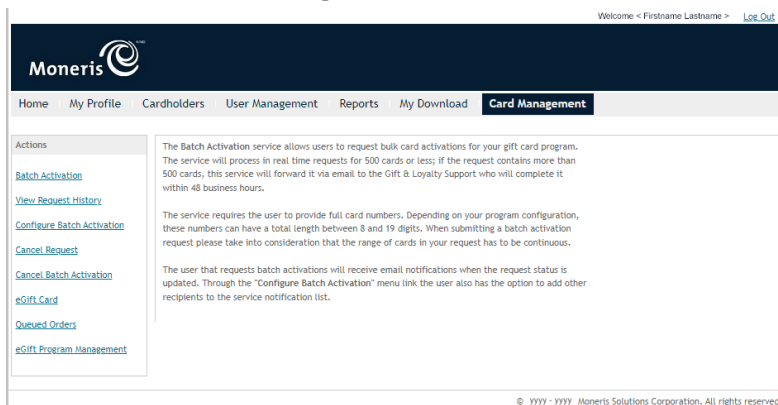 Welcome < Firstname Lastname > Log Out
Moneris
Home My Profile Cardholders User Management Reports My Download Card Management
Actions
Batch Activation
View Request History
Configure Batch Activation
Cancel Request
Cancel Batch Activation
eGift Card
Queued Orders
eGift Program Management
The Batch Activation service allows users to request bulk card activations for your gift card program.
The service will process in real time requests for 500 cards or less; if the request contains more than
500 cards, this service will forward it via email to the Gift & Loyalty Support who will complete it
within 48 business hours.
The service requires the user to provide full card numbers. Depending on your program configuration,
these numbers can have a total length between 8 and 19 digits. When submitting a batch activation
request please take into consideration that the range of cards in your request has to be continuous.
The user that requests batch activations will receive email notifications when the request status is
updated. Through the "Configure Batch Activation" menu link the user also has the option to add other
recipients to the service notification list.
© yyyy - yyyy Moneris Solutions Corporation. All rights reserved